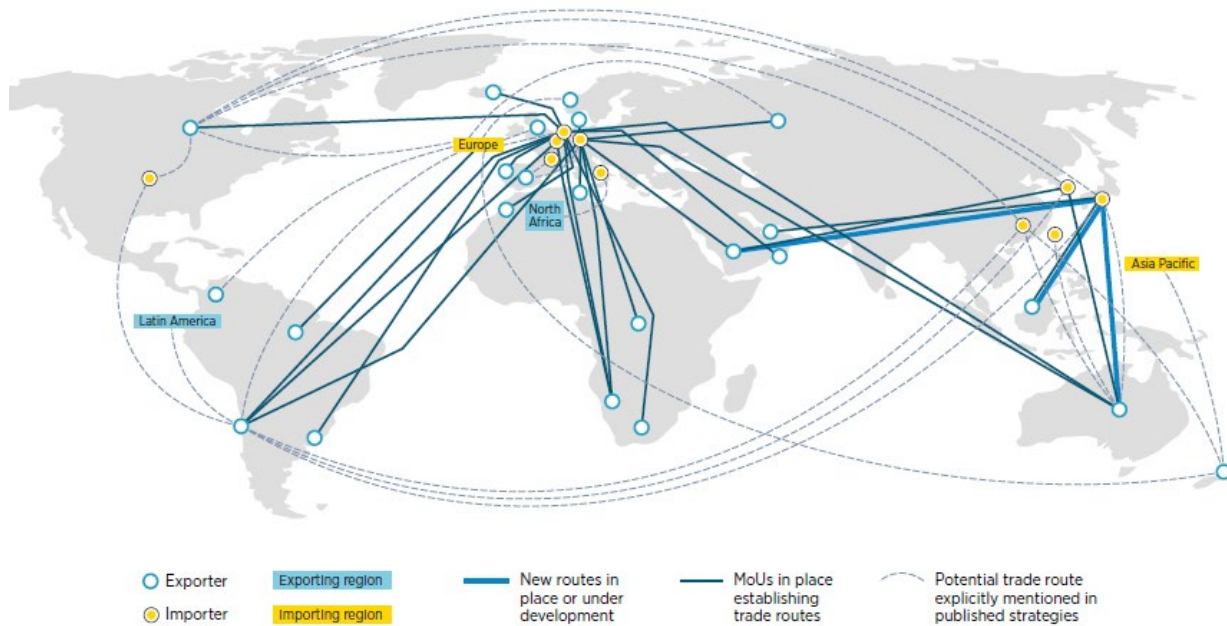 Europe
North
Africa
Asia Pacific
Latin America
Exporter
Exporting region
New routes in
place or under
development
MoUs in place
establishing
trade routes
Potential trade route
explicitly mentioned in
published strategies
Importer
Importing region